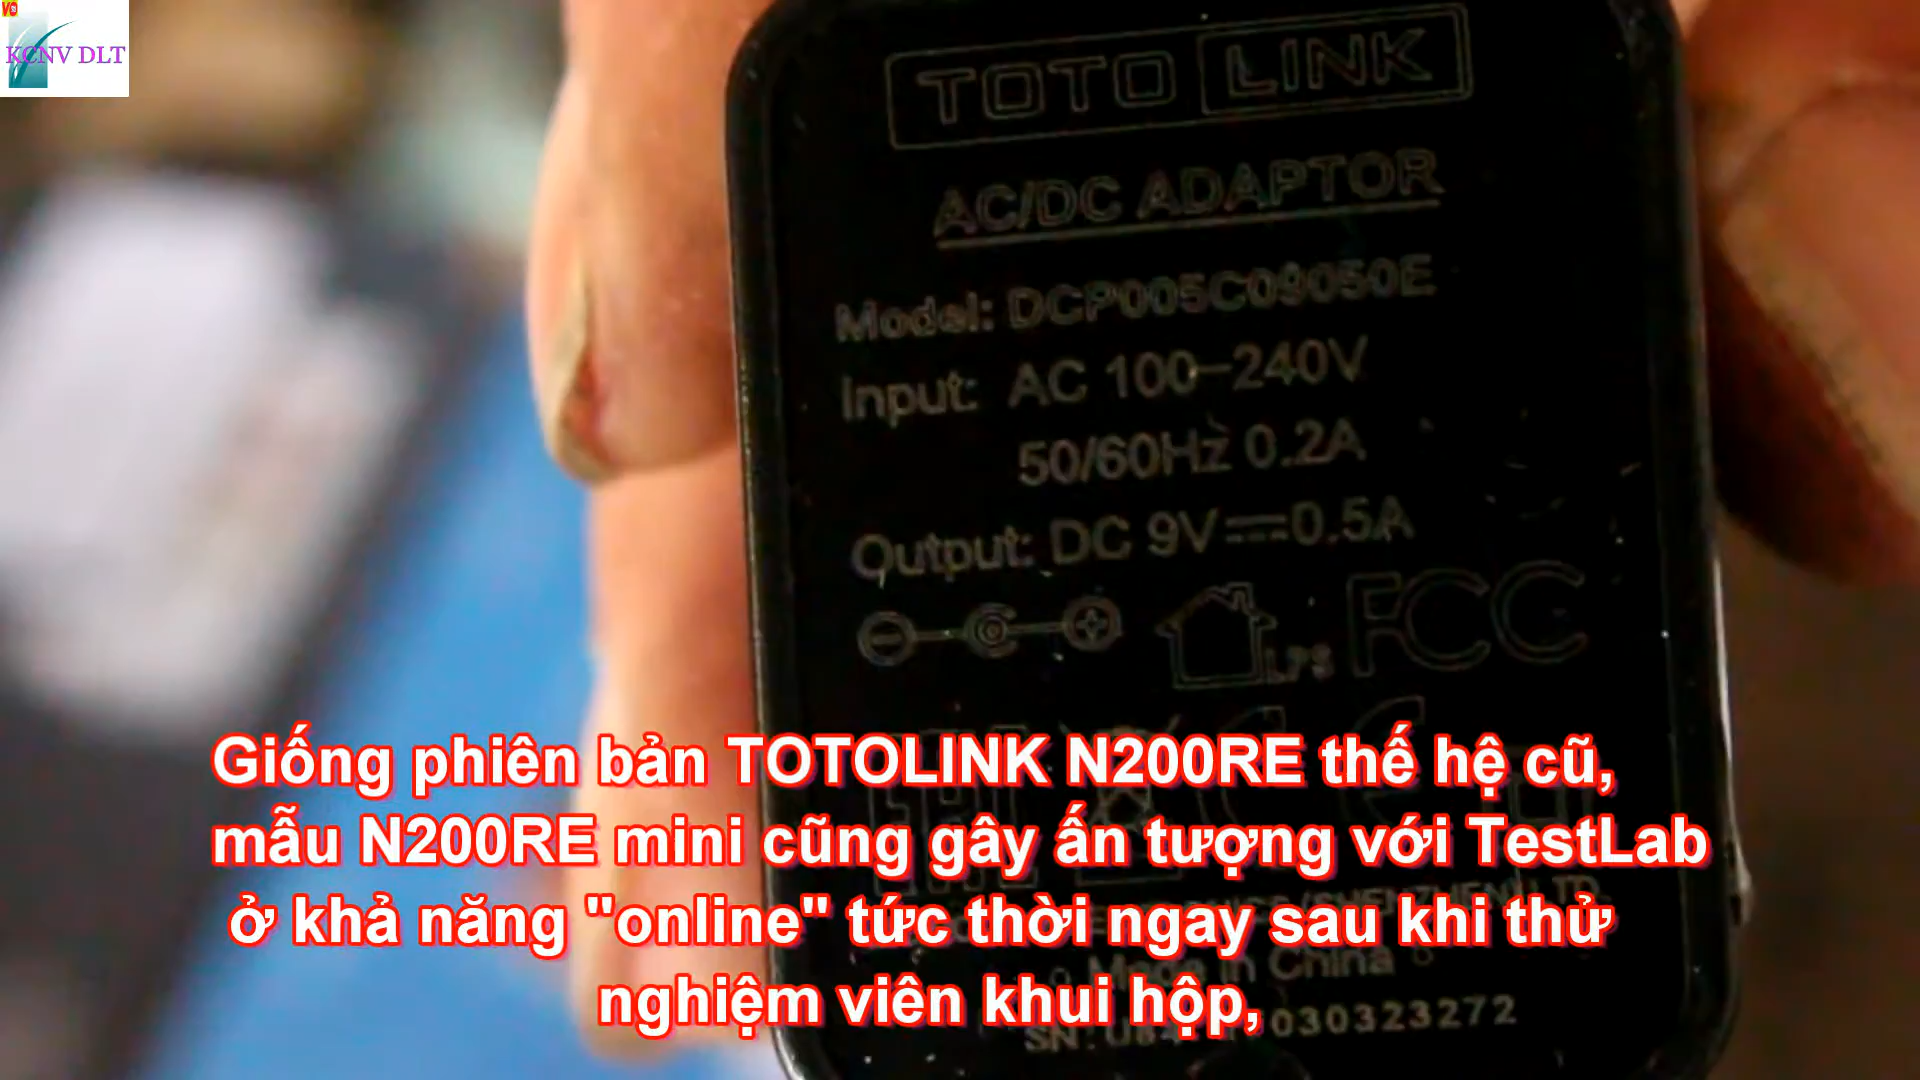 KCNV DLT
TOTO LINK
AC/DC ADAPTOR
Model: DCP005C09050E
Input: AC 100-240V
50/60Hz 0.2A
Output: DC 9V⎓0.5A
LPS FCC
Giống phiên bản TOTOLINK N200RE thế hệ cũ,
mẫu N200RE mini cũng gây ấn tượng với TestLab
ở khả năng "online" tức thời ngay sau khi thử
Made in China
nghiệm viên khui hộp,